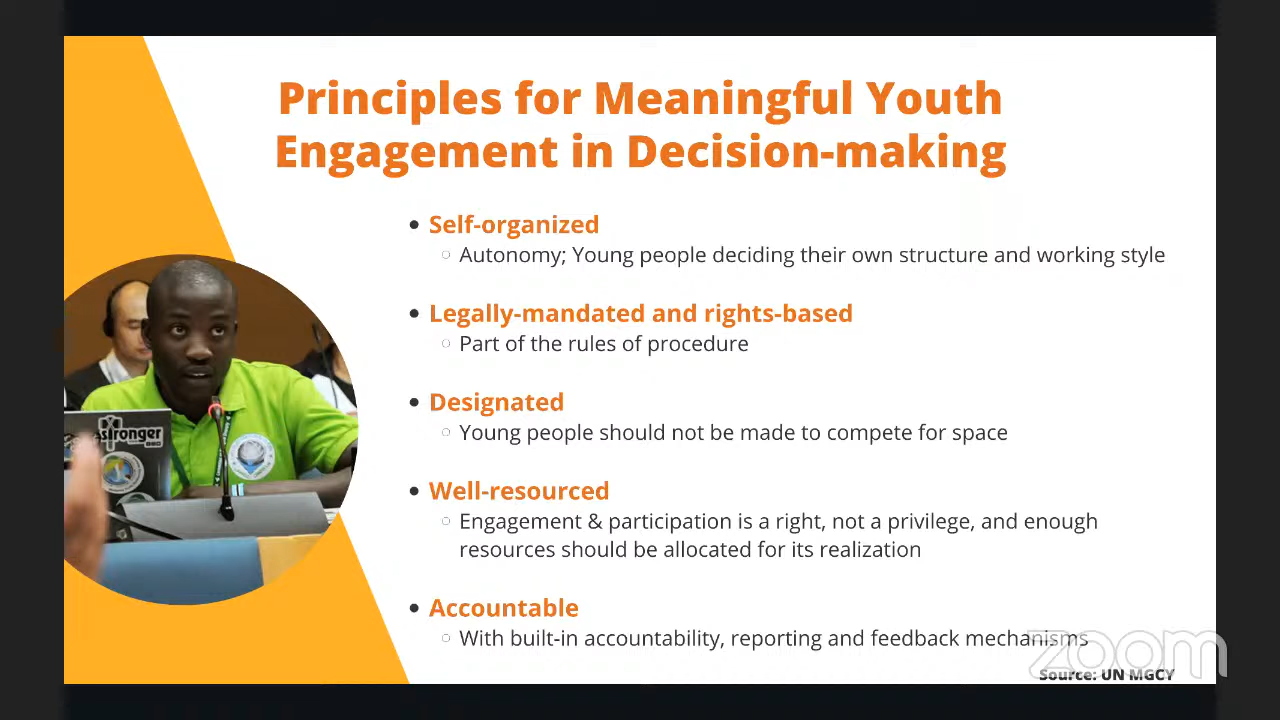 Principles for Meaningful Youth
Engagement in Decision-making
Self-organized
Autonomy; Young people deciding their own structure and working style
Legally-mandated and rights-based
Part of the rules of procedure
Designated
Young people should not be made to compete for space
Well-resourced
Engagement & participation is a right, not a privilege, and enough
resources should be allocated for its realization
Accountable
With built-in accountability, reporting and feedback mechanisms
zoom
Source: UN MGCY
stronger